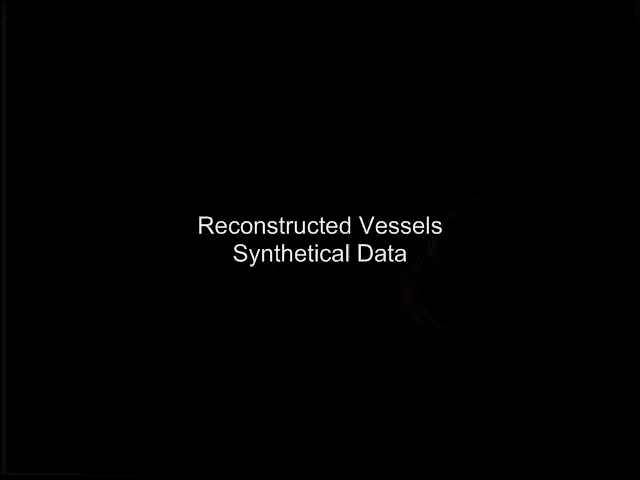 Reconstructed Vessels
Synthetical Data